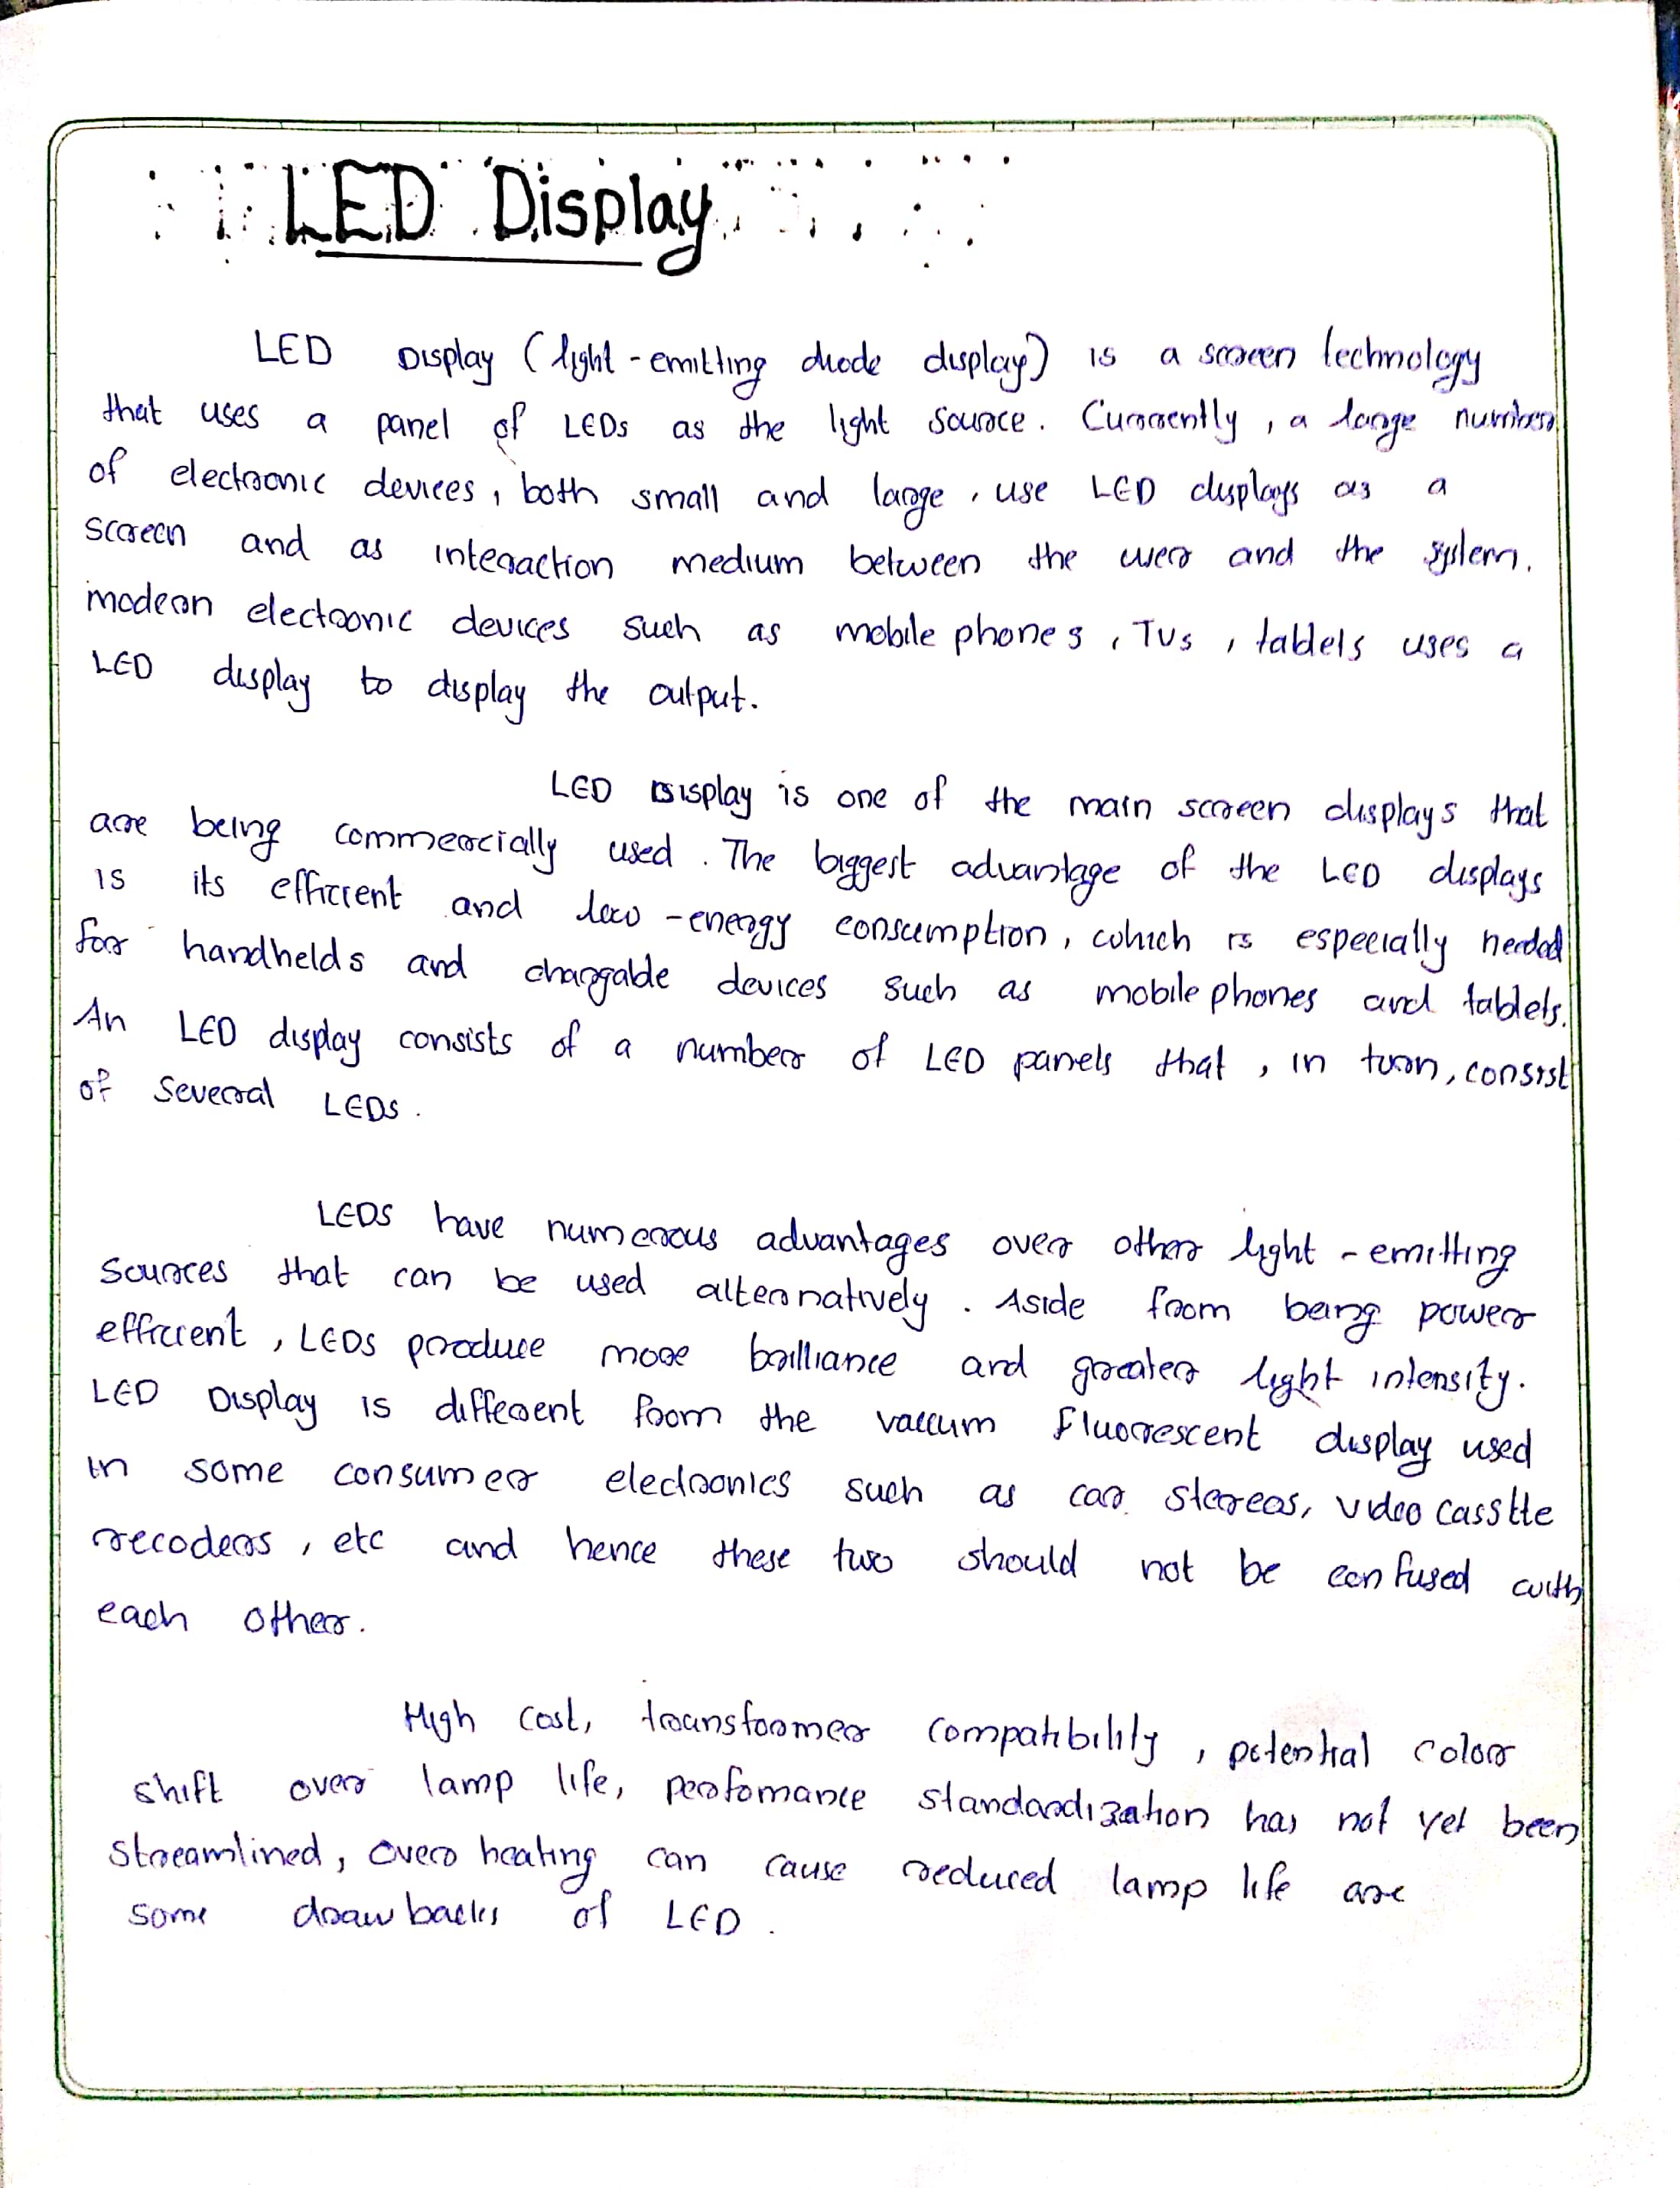 LED Display
LED Display (light-emitting diode display) is a screen technology
that uses a panel of LEDs as the light source. Currently, a large number
of electronic devices, both small and large, use LED displays as a
screen and as interaction medium between the user and the system.
modern electronic devices such as mobile phones, TVs, tablets uses a
LED display to display the output.
LED Display is one of the main screen displays that
are being commercially used. The biggest advantage of the LED displays
is its efficient and low-energy consumption, which is especially needed
for handhelds and chargable devices such as mobile phones and tablets.
An LED display consists of a number of LED panels that, in turn, consist
of several LEDs.
LEDs have numerous advantages over other light-emitting
sources that can be used alternatively. Aside from being power
efficient, LEDs produce more brilliance and greater light intensity.
LED Display is different from the vaccum Fluorescent display used
in some consumer electronics such as car stereos, video casstte
recoders, etc and hence these two should not be confused with
each other.
High cost, transformer compatibility, potential color
shift over lamp life, perfomance standardization has not yet been
streamlined, over heating can cause reduced lamp life are
some drawbacks of LED.